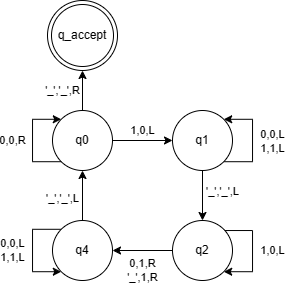 q_accept
'_','_',R
0,0,R
q0
1,0,L
q1
0,0,L
1,1,L
'_','_',L
'_','_',L
0,0,L
1,1,L
q4
0,1,R
'_',1,R
q2
1,0,L